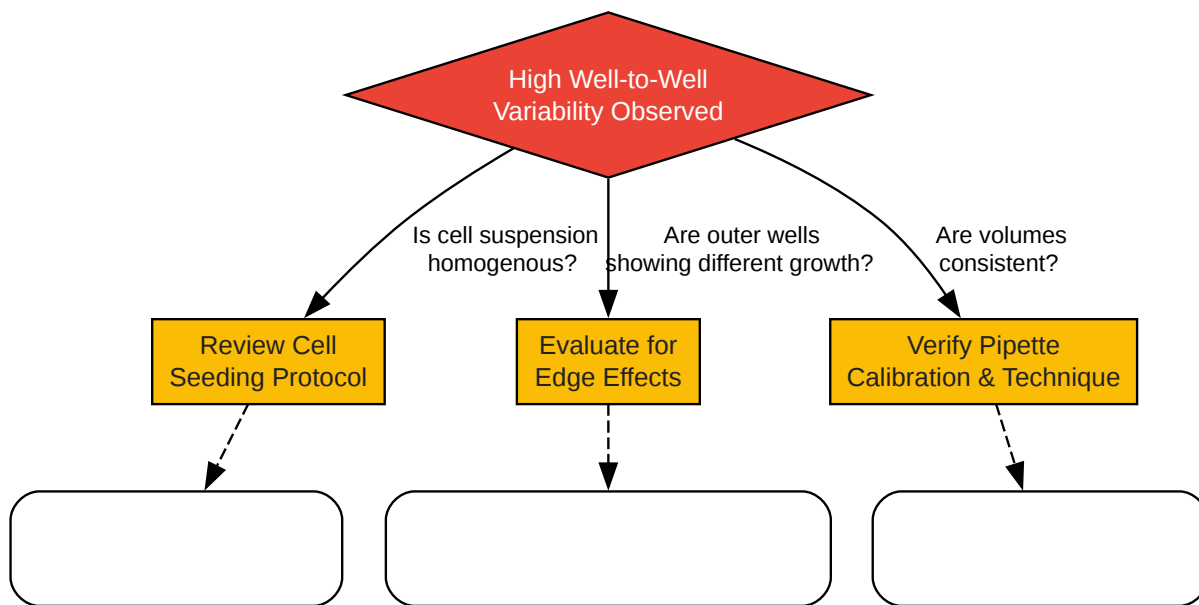 High Well-to-Well
Variability Observed
Is cell suspension
homogenous?
Are outer wells
showing different growth?
Are volumes
consistent?
Review Cell
Seeding Protocol
Evaluate for
Edge Effects
Verify Pipette
Calibration & Technique